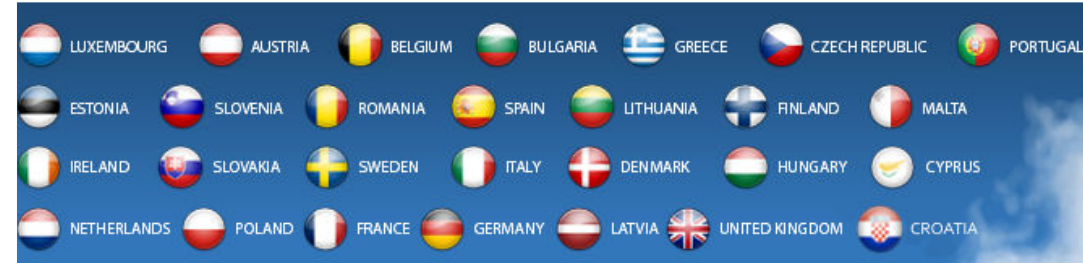 LUXEMBOURG AUSTRIA BELGIUM BULGARIA GREECE CZECH REPUBLIC PORTUGAL
ESTONIA SLOVENIA ROMANIA SPAIN LITHUANIA FINLAND MALTA
IRELAND SLOVAKIA SWEDEN ITALY DENMARK HUNGARY CYPRUS
NETHERLANDS POLAND FRANCE GERMANY LATVIA UNITED KINGDOM CROATIA